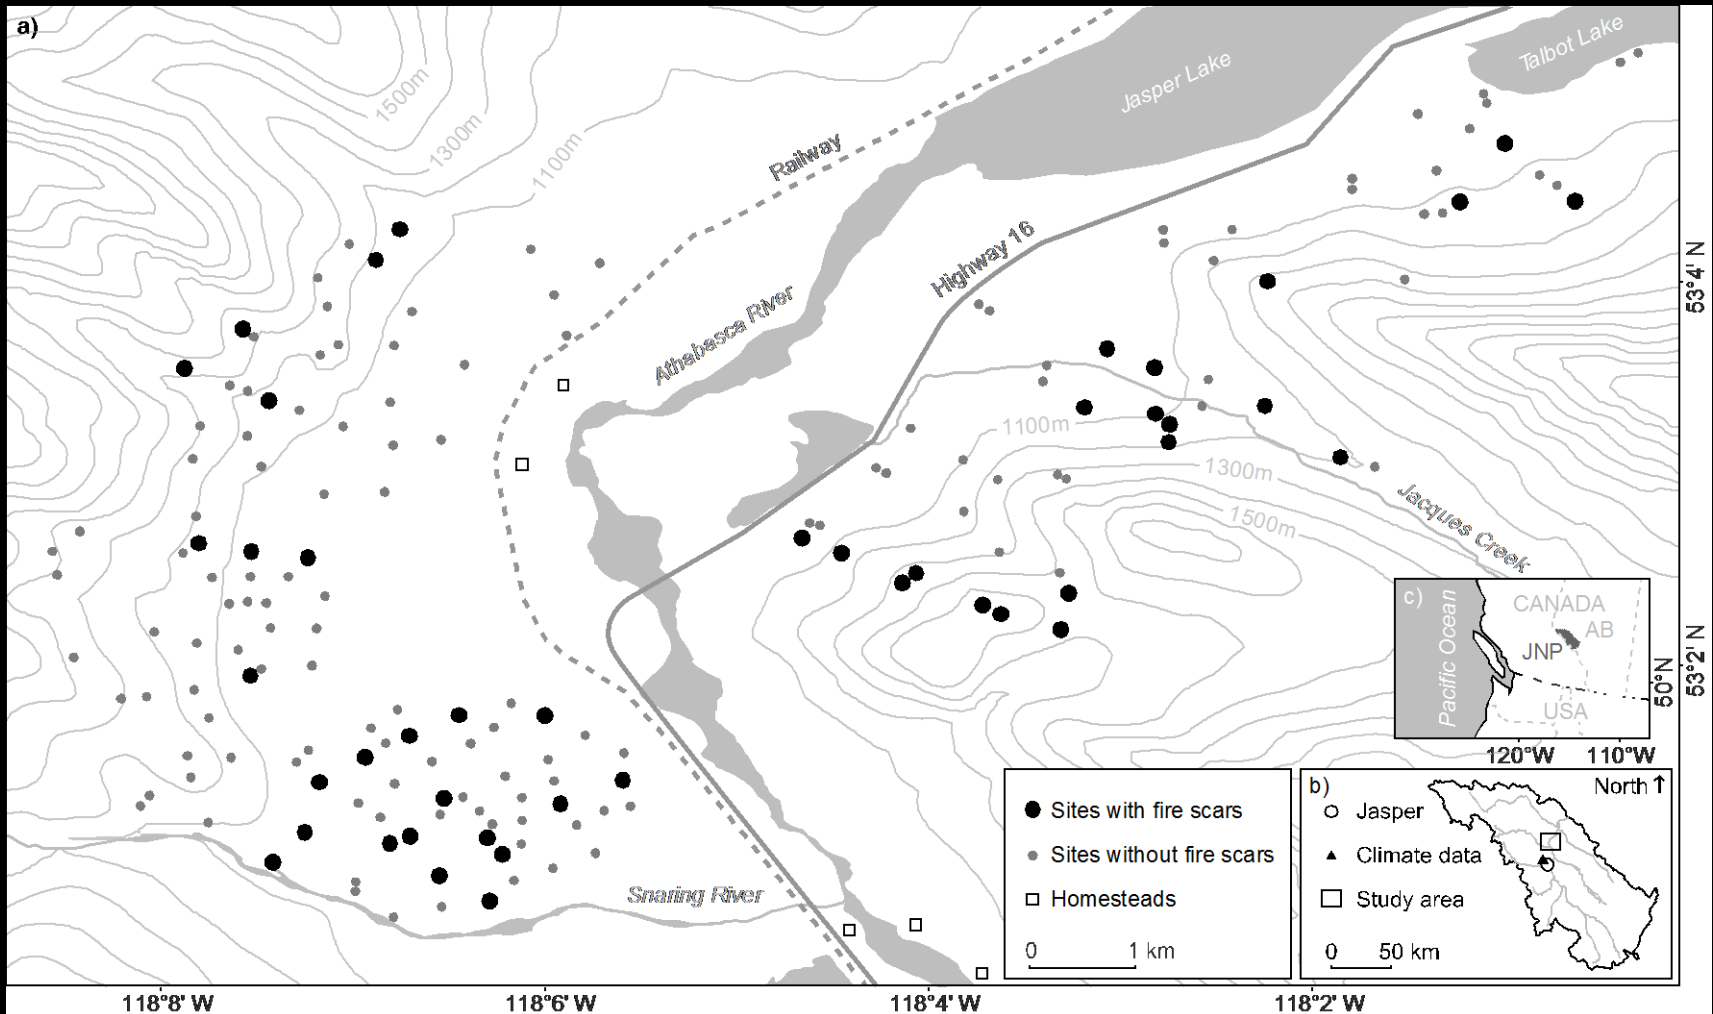 a)
1500m
1300m
1100m
Railway
Jasper Lake
Talbot Lake
Highway 16
Athabasca River
53°4' N
1100m
1300m
1500m
Jacques Creek
c)
CANADA
AB
JNP
Pacific Ocean
USA
50°N
53°2' N
120°W
110°W
Sites with fire scars
Sites without fire scars
Homesteads
0 1 km
b)
North↑
Jasper
Climate data
Study area
0 50 km
Snaring River
118°8' W
118°6' W
118°4' W
118°2' W